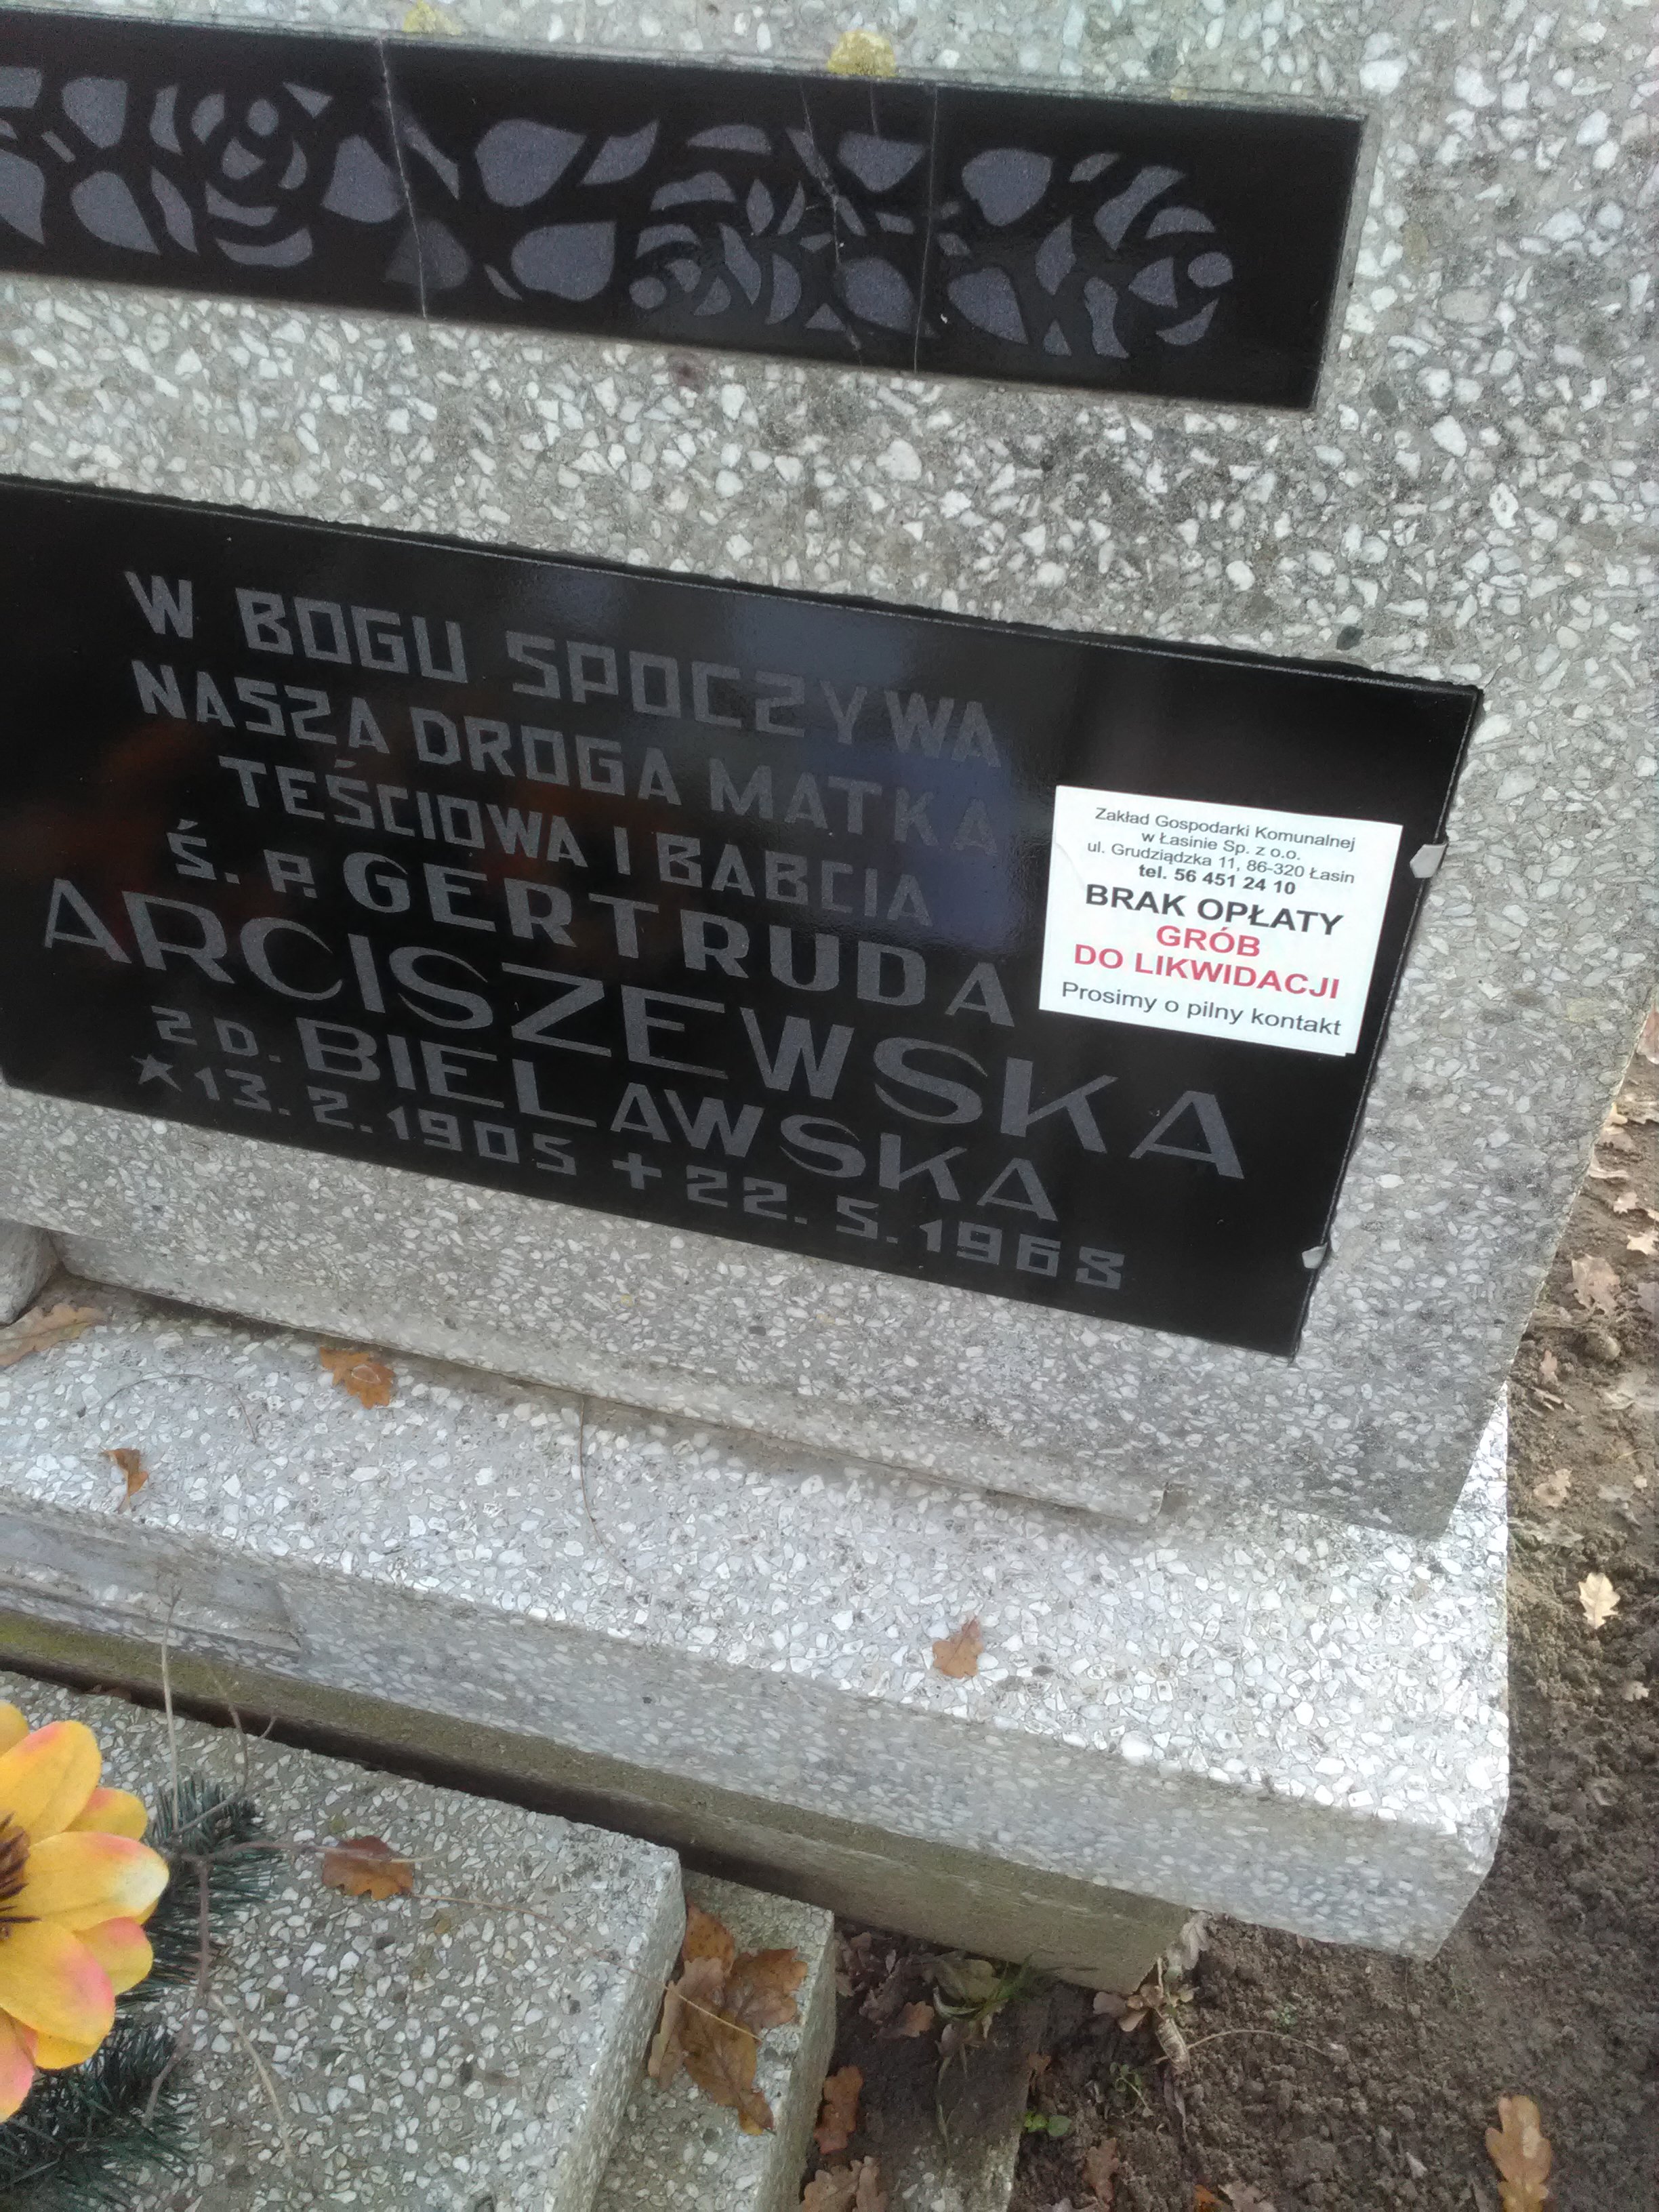 W BOGU SPOCZYWA
NASZA DROGA MATKA
TEŚCIOWA I BABCIA
Ś. P. GERTRUDA
ARCISZEWSKA
2 D. BIELAWSKA
★ 13. 2. 1905 + 22. 5. 1968
Zakład Gospodarki Komunalnej
w Łasinie Sp. z o.o.
ul. Grudziądzka 11, 86-320 Łasin
tel. 56 451 24 10
BRAK OPŁATY
GRÓB
DO LIKWIDACJI
Prosimy o pilny kontakt